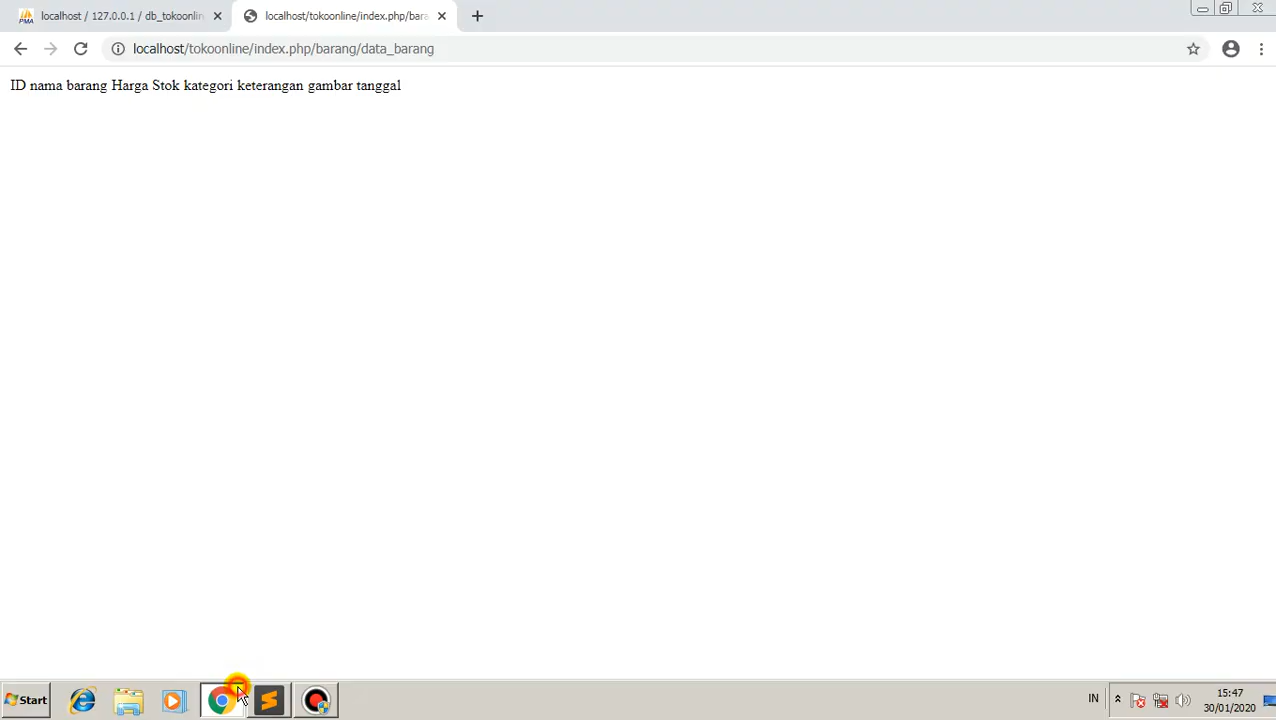 localhost / 127.0.0.1 / db_tokoonlin
localhost/tokoonline/index.php/bara
localhost/tokoonline/index.php/barang/data_barang
ID nama barang Harga Stok kategori keterangan gambar tanggal
Start
IN
15:47
30/01/2020